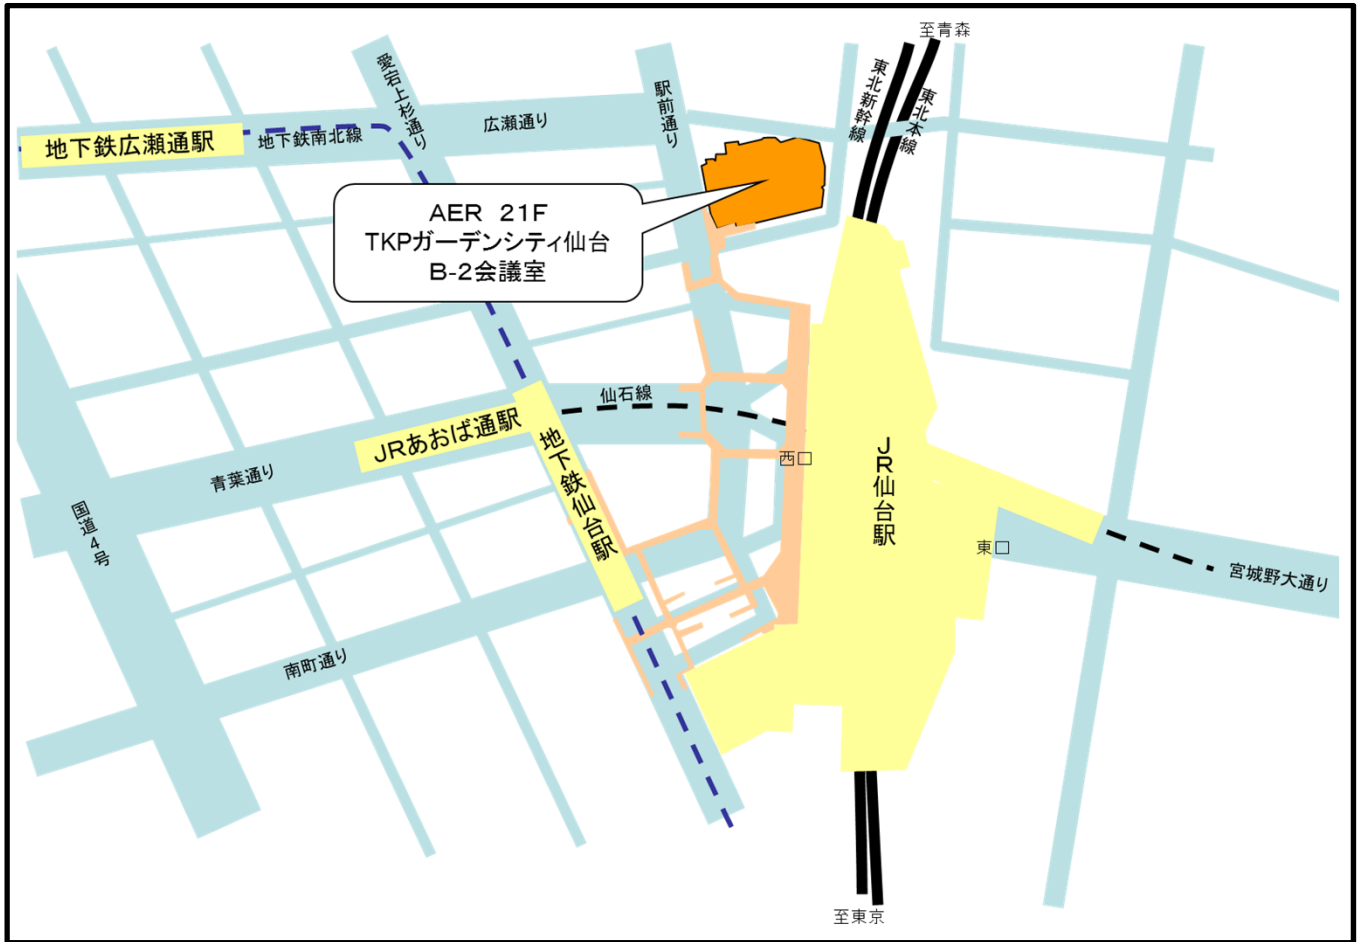 至青森
東北新幹線
東北本線
愛宕上杉通り
駅前通り
広瀬通り
地下鉄南北線
地下鉄広瀬通駅
AER 21F
TKPガーデンシティ仙台
B-2会議室
仙石線
JRあおば通駅
地下鉄仙台駅
西口
JR仙台駅
青葉通り
国道4号
東口
宮城野大通り
南町通り
至東京